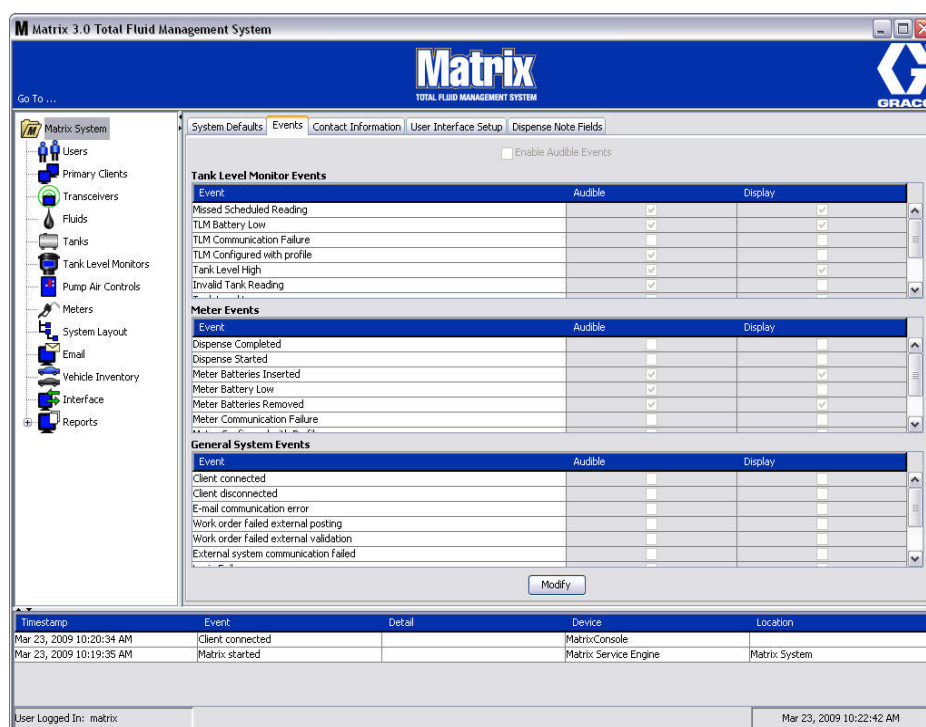 Matrix 3.0 Total Fluid Management System
Matrix
TOTAL FLUID MANAGEMENT SYSTEM
GRACO
Go To ...
Matrix System
Users
Primary Clients
Transceivers
Fluids
Tanks
Tank Level Monitors
Pump Air Controls
Meters
System Layout
Email
Vehicle Inventory
Interface
Reports
System Defaults Events Contact Information User Interface Setup Dispense Note Fields
Enable Audible Events
Tank Level Monitor Events
Event Audible Display
Missed Scheduled Reading
TLM Battery Low
TLM Communication Failure
TLM Configured with profile
Tank Level High
Invalid Tank Reading
Meter Events
Event Audible Display
Dispense Completed
Dispense Started
Meter Batteries Inserted
Meter Battery Low
Meter Batteries Removed
Meter Communication Failure
General System Events
Event Audible Display
Client connected
Client disconnected
E-mail communication error
Work order failed external posting
Work order failed external validation
External system communication failed
Modify
Timestamp Event Detail Device Location
Mar 23, 2009 10:20:34 AM Client connected MatrixConsole
Mar 23, 2009 10:19:35 AM Matrix started Matrix Service Engine Matrix System
User Logged In: matrix Mar 23, 2009 10:22:42 AM